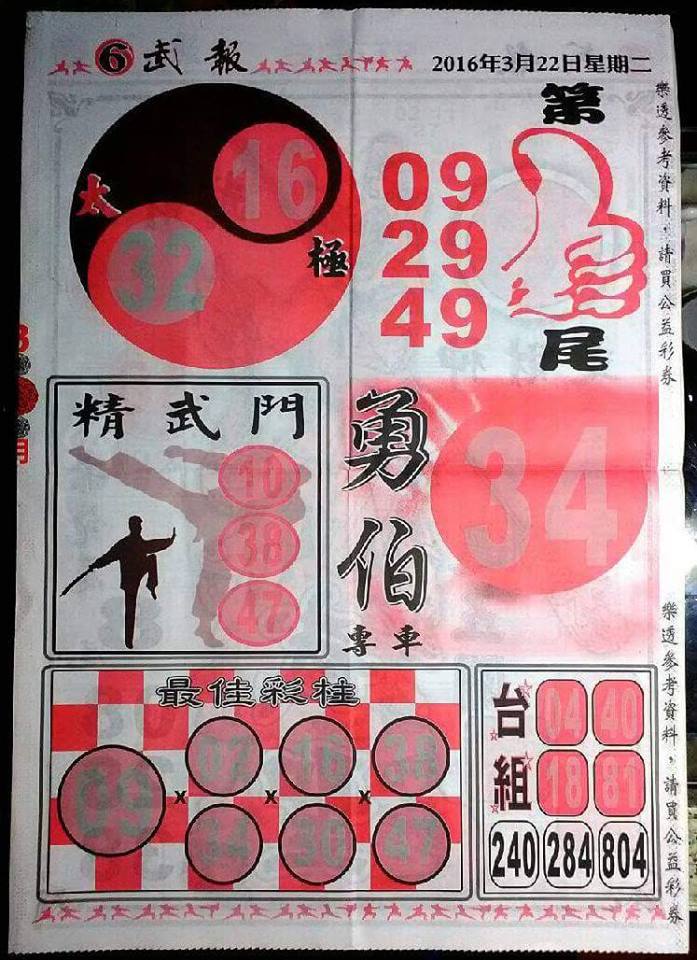 6 武報
2016年3月22日星期二
太 極
16
32
第
尾
09
29
49
樂透參考資料，請買公益彩券
精武門
10
38
47
勇伯
專車
34
最佳彩柱
09 x 02 x 16 x 38
34 30 47
台組
04 40
18 81
240 284 804
樂透參考資料，請買公益彩券
月